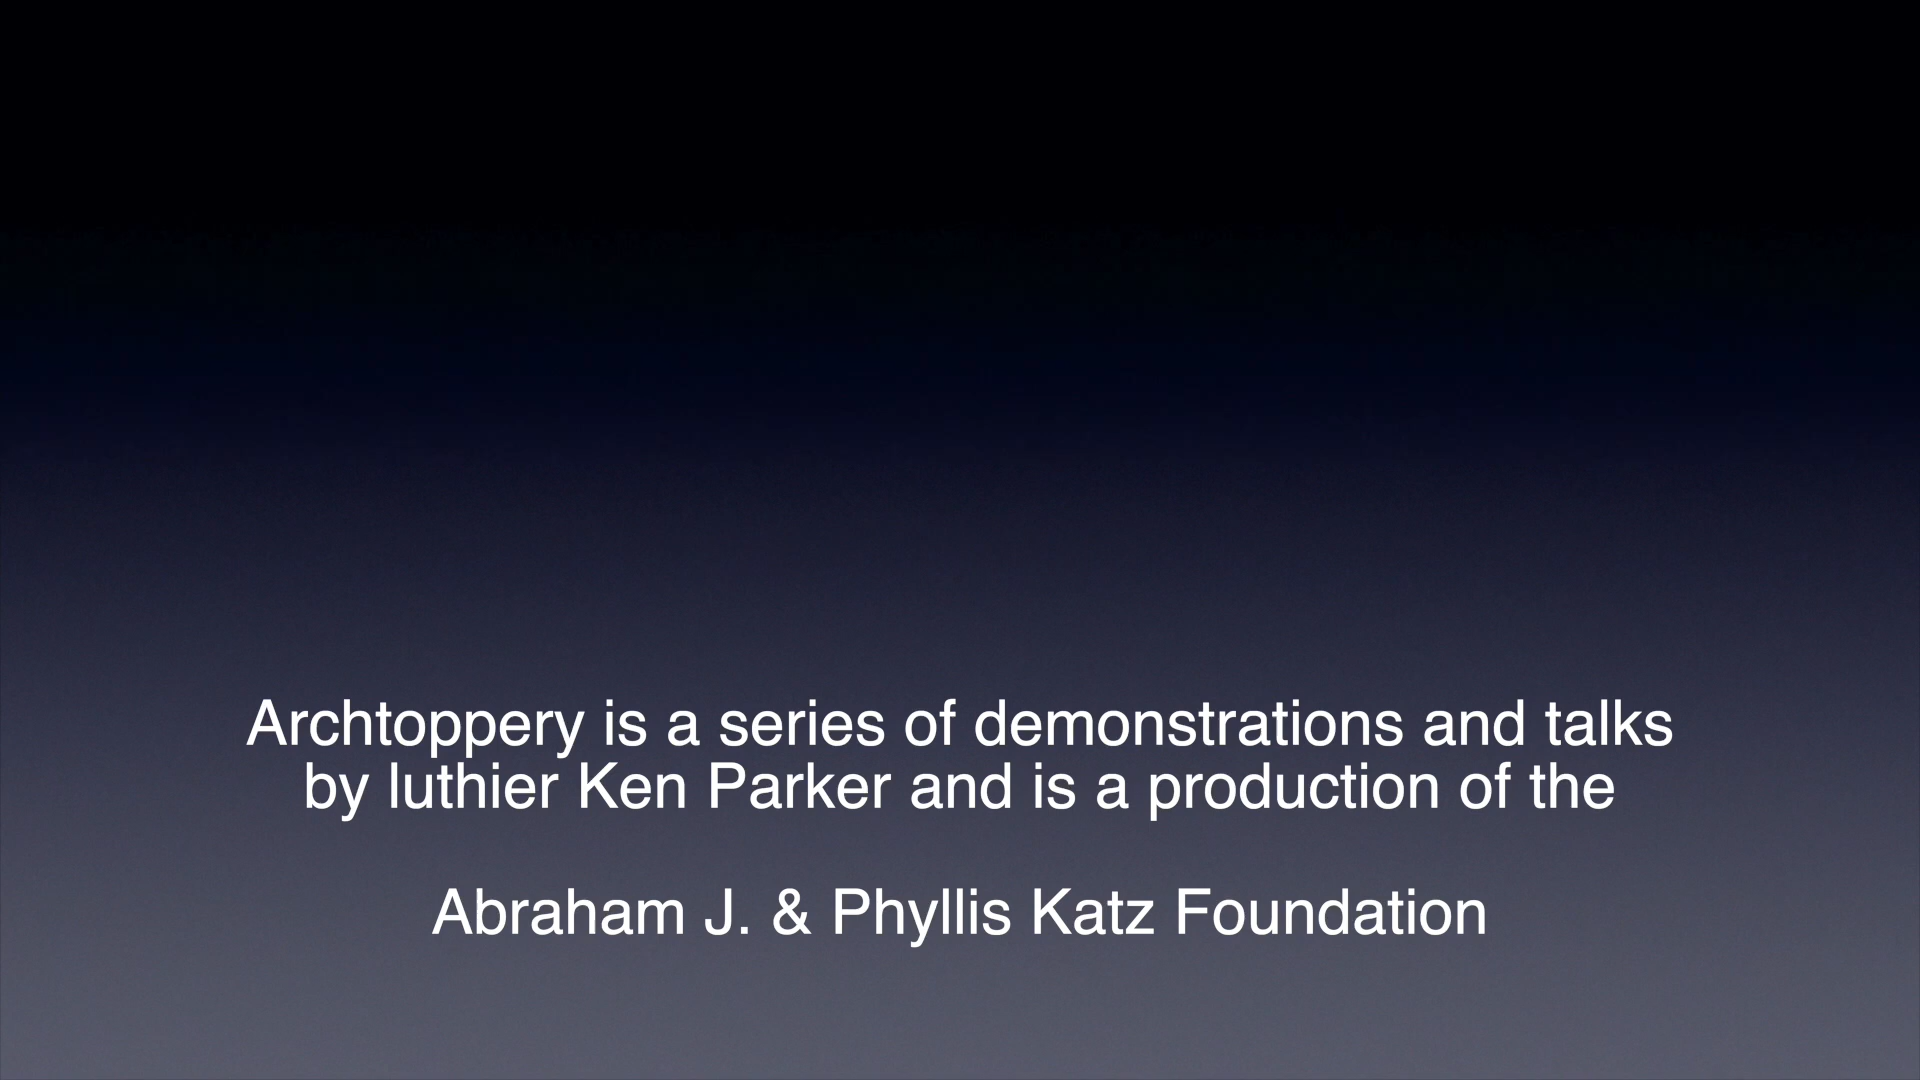 Archtoppery is a series of demonstrations and talks
by luthier Ken Parker and is a production of the
Abraham J. & Phyllis Katz Foundation